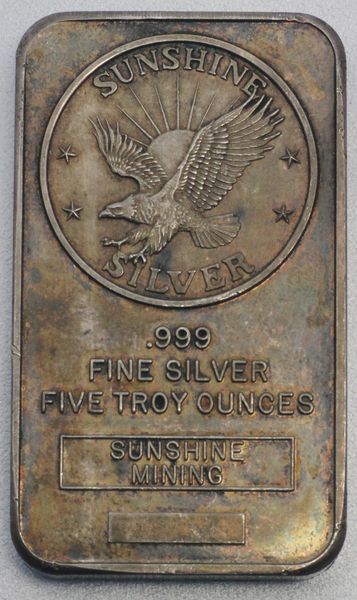 SUNSHINE
SILVER
.999
FINE SILVER
FIVE TROY OUNCES
SUNSHINE
MINING